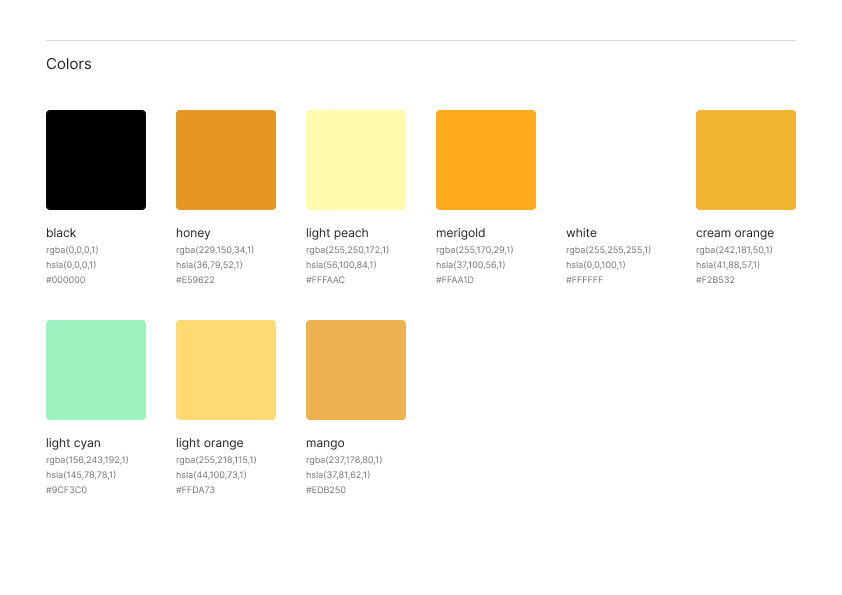 Colors
black
rgba(0,0,0,1)
hsla(0,0,0,1)
#000000
honey
rgba(229,150,34,1)
hsla(36,79,52,1)
#E59622
light peach
rgba(255,250,172,1)
hsla(56,100,84,1)
#FFFAAC
merigold
rgba(255,170,29,1)
hsla(37,100,56,1)
#FFAA1D
white
rgba(255,255,255,1)
hsla(0,0,100,1)
#FFFFFF
cream orange
rgba(242,181,50,1)
hsla(41,88,57,1)
#F2B532
light cyan
rgba(156,243,192,1)
hsla(145,78,78,1)
#9CF3C0
light orange
rgba(255,218,115,1)
hsla(44,100,73,1)
#FFDA73
mango
rgba(237,178,80,1)
hsla(37,81,62,1)
#EDB250